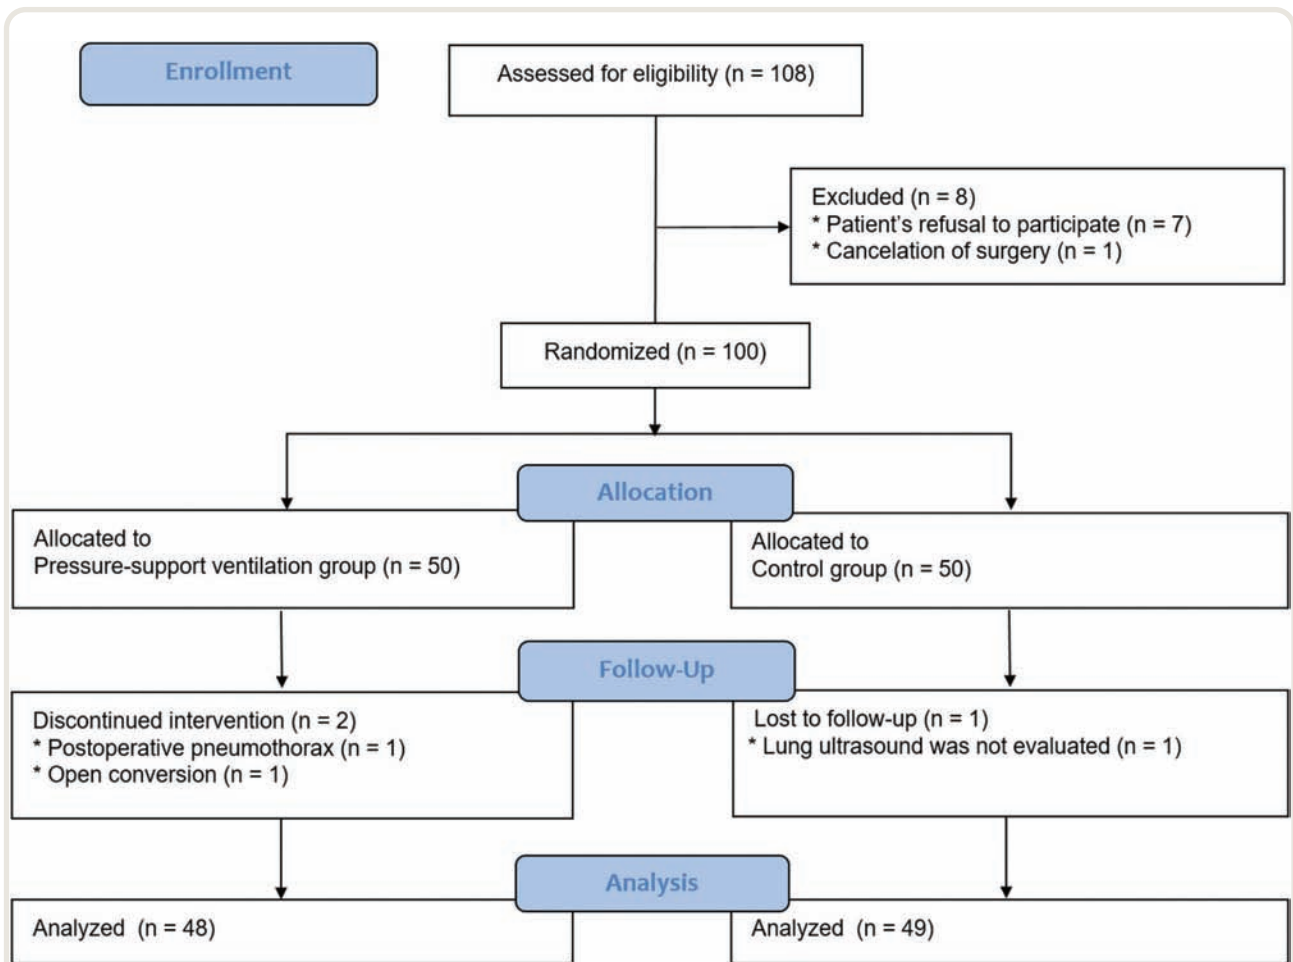 Enrollment
Assessed for eligibility (n = 108)
Excluded (n = 8)
* Patient's refusal to participate (n = 7)
* Cancelation of surgery (n = 1)
Randomized (n = 100)
Allocation
Allocated to
Pressure-support ventilation group (n = 50)
Allocated to
Control group (n = 50)
Follow-Up
Discontinued intervention (n = 2)
* Postoperative pneumothorax (n = 1)
* Open conversion (n = 1)
Lost to follow-up (n = 1)
* Lung ultrasound was not evaluated (n = 1)
Analysis
Analyzed (n = 48)
Analyzed (n = 49)